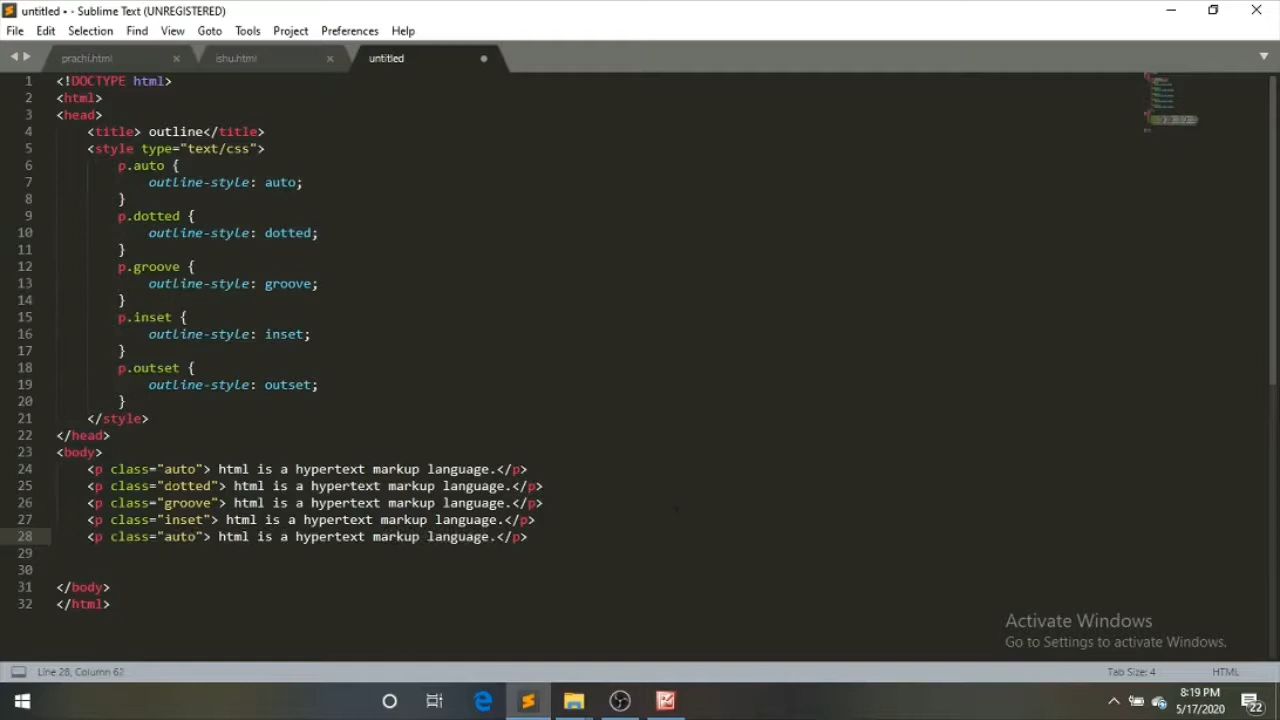 untitled • - Sublime Text (UNREGISTERED)
File Edit Selection Find View Goto Tools Project Preferences Help
prachi.html ishu.html untitled
1 <!DOCTYPE html>
2 <html>
3 <head>
4 <title> outline</title>
5 <style type="text/css">
6 p.auto {
7 outline-style: auto;
8 }
9 p.dotted {
10 outline-style: dotted;
11 }
12 p.groove {
13 outline-style: groove;
14 }
15 p.inset {
16 outline-style: inset;
17 }
18 p.outset {
19 outline-style: outset;
20 }
21 </style>
22 </head>
23 <body>
24 <p class="auto"> html is a hypertext markup language.</p>
25 <p class="dotted"> html is a hypertext markup language.</p>
26 <p class="groove"> html is a hypertext markup language.</p>
27 <p class="inset"> html is a hypertext markup language.</p>
28 <p class="auto"> html is a hypertext markup language.</p>
29
30
31 </body>
32 </html>
Activate Windows
Go to Settings to activate Windows.
Line 28, Column 62 Tab Size: 4 HTML
8:19 PM
5/17/2020
22